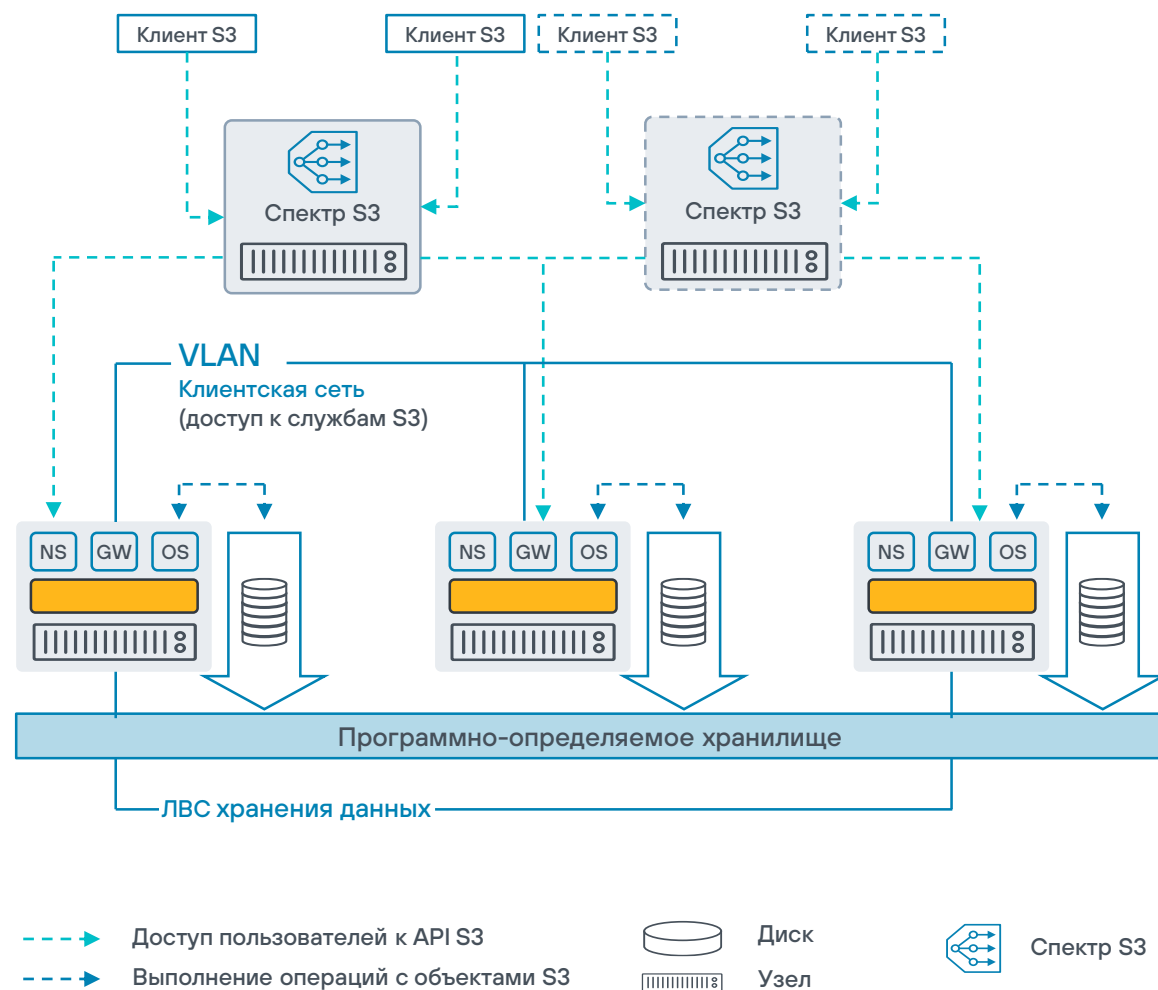 Клиент S3
Клиент S3
Клиент S3
Клиент S3
Спектр S3
Спектр S3
VLAN
Клиентская сеть
(доступ к службам S3)
NS GW OS
NS GW OS
NS GW OS
Программно-определяемое хранилище
ЛВС хранения данных
Доступ пользователей к API S3
Диск
Спектр S3
Выполнение операций с объектами S3
Узел